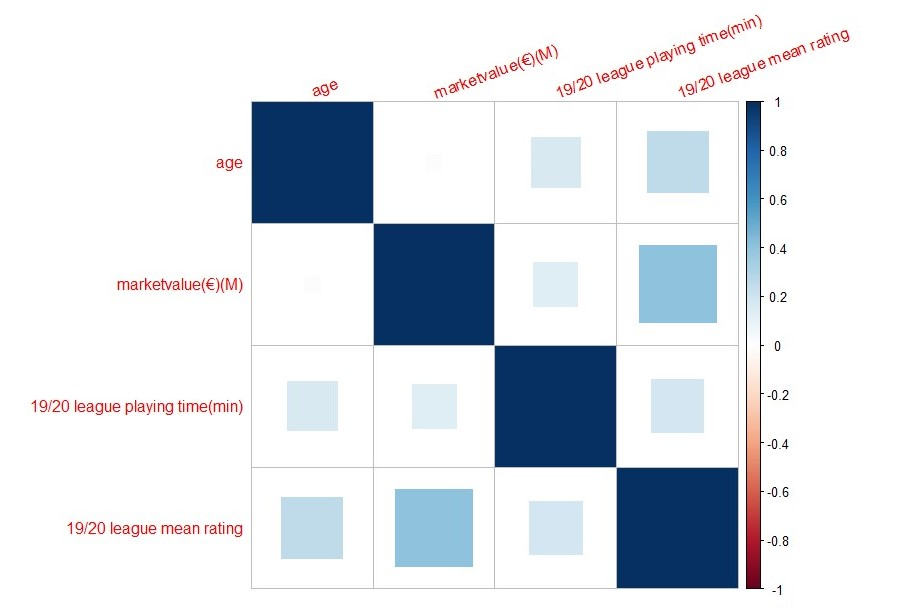 age
marketvalue(€)(M)
19/20 league playing time(min)
19/20 league mean rating
age
marketvalue(€)(M)
19/20 league playing time(min)
19/20 league mean rating
1
0.8
0.6
0.4
0.2
0
-0.2
-0.4
-0.6
-0.8
-1